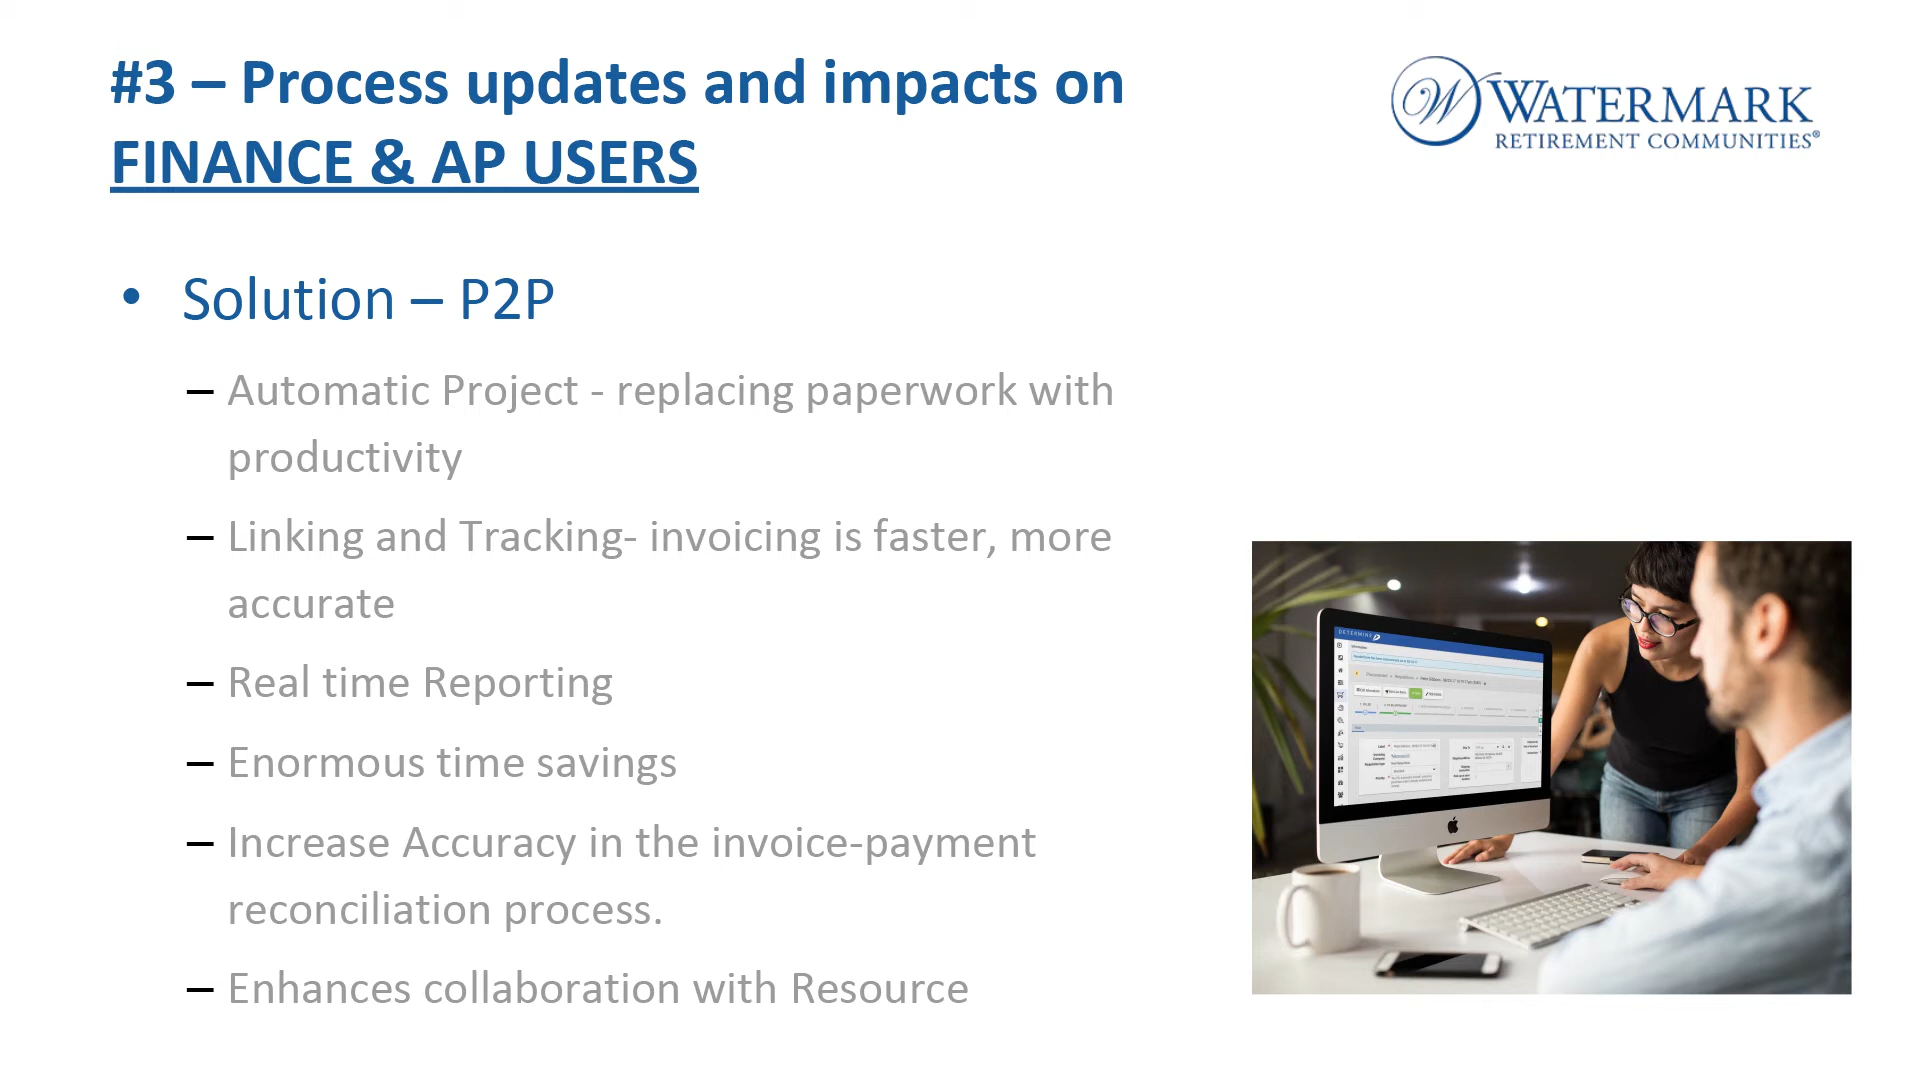 #3 – Process updates and impacts on
FINANCE & AP USERS
W WATERMARK
RETIREMENT COMMUNITIES®
• Solution – P2P
– Automatic Project - replacing paperwork with
productivity
– Linking and Tracking- invoicing is faster, more
accurate
– Real time Reporting
– Enormous time savings
– Increase Accuracy in the invoice-payment
reconciliation process.
– Enhances collaboration with Resource
DETERMINE